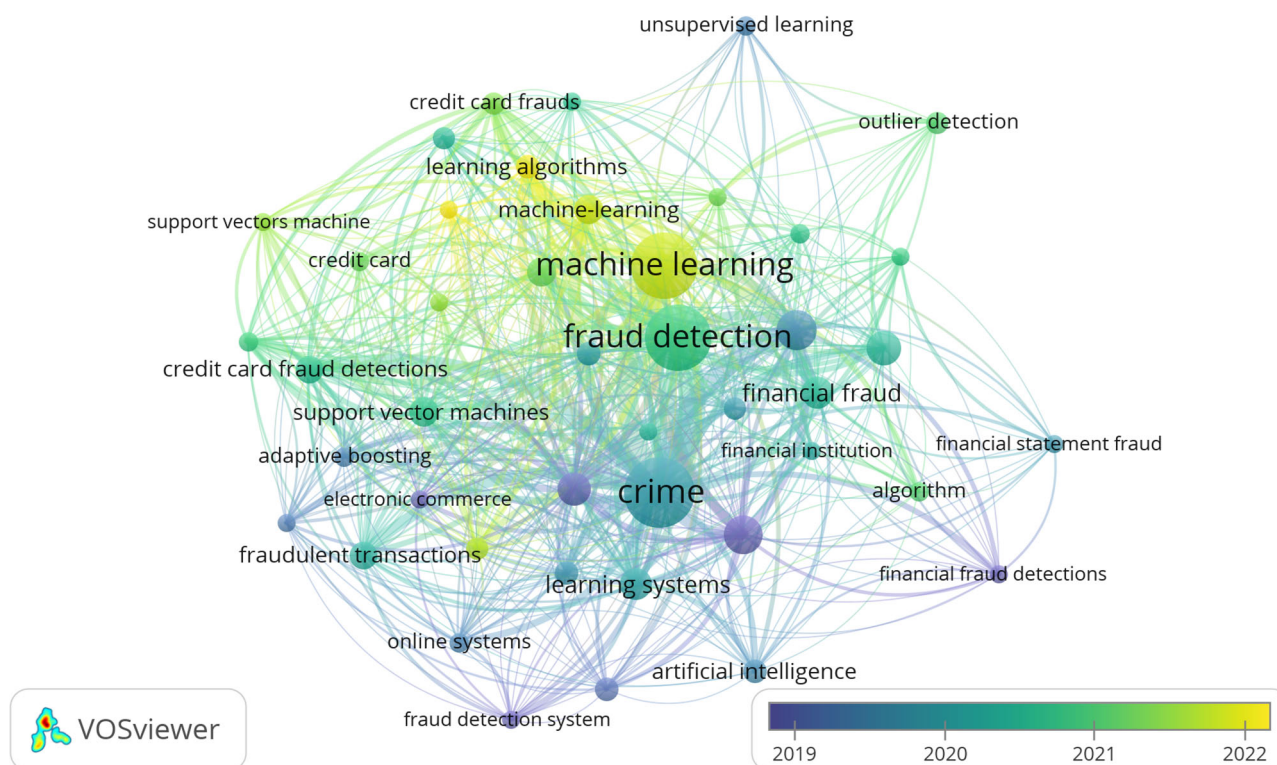 unsupervised learning
credit card frauds
outlier detection
learning algorithms
machine-learning
support vectors machine
credit card
machine learning
fraud detection
credit card fraud detections
financial fraud
support vector machines
financial statement fraud
financial institution
adaptive boosting
algorithm
crime
electronic commerce
fraudulent transactions
financial fraud detections
learning systems
online systems
artificial intelligence
fraud detection system
VOSviewer
2019 2020 2021 2022